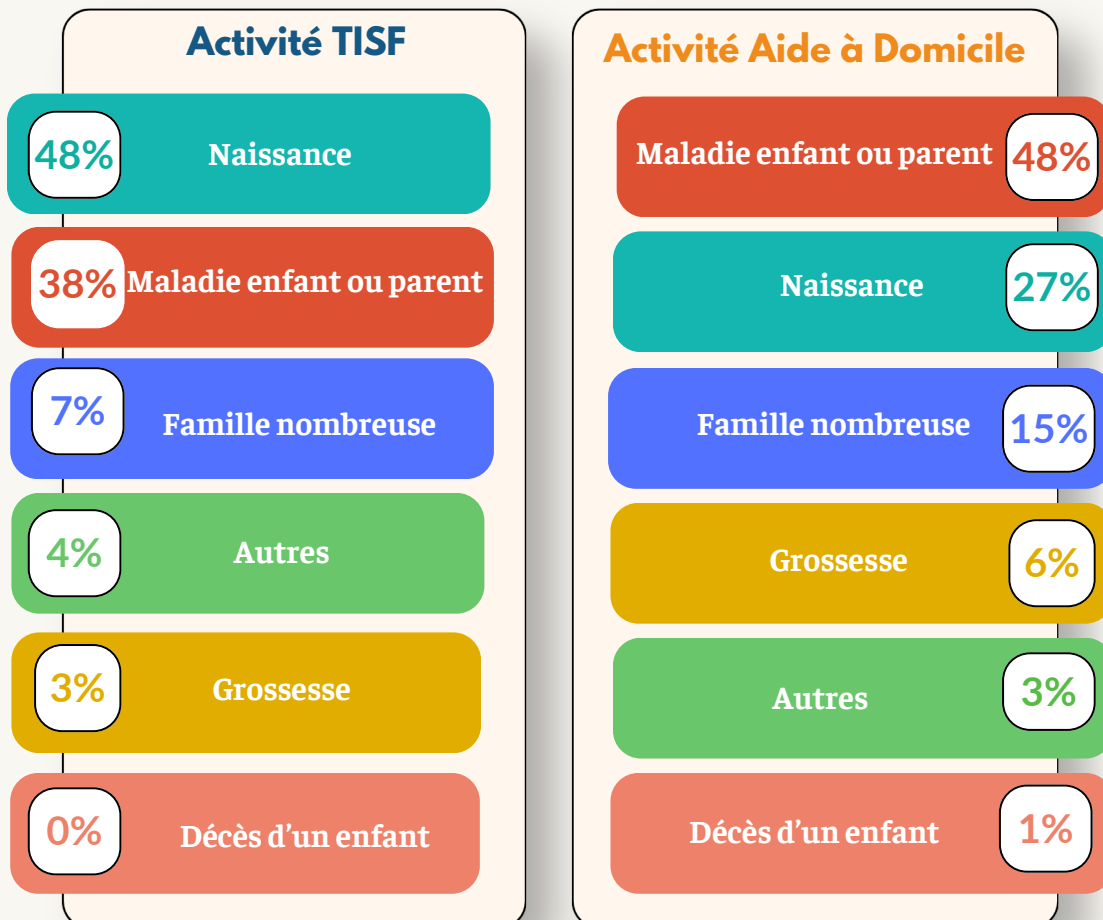 Activité TISF
48% Naissance
38% Maladie enfant ou parent
7% Famille nombreuse
4% Autres
3% Grossesse
0% Décès d’un enfant
Activité Aide à Domicile
Maladie enfant ou parent 48%
Naissance 27%
Famille nombreuse 15%
Grossesse 6%
Autres 3%
Décès d’un enfant 1%